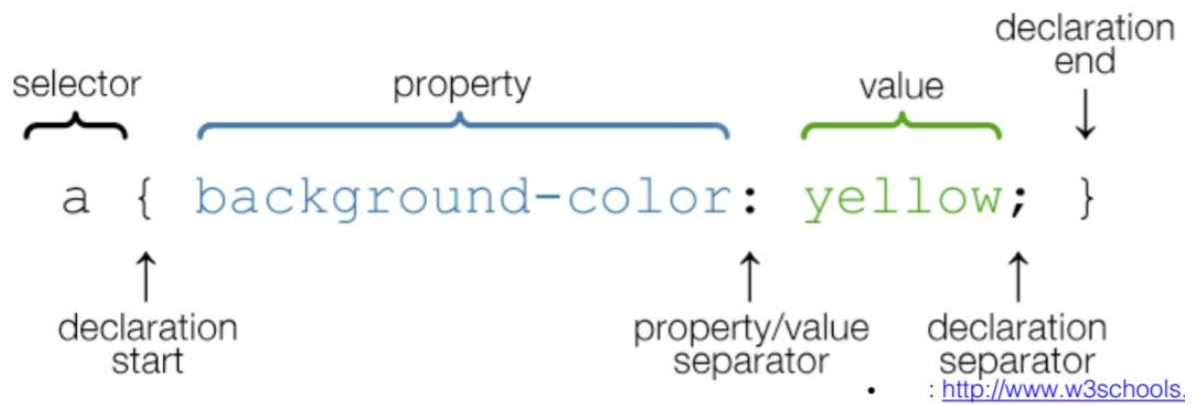 declaration
end
selector
property
value
a { background-color: yellow; }
declaration
start
property/value
separator
declaration
separator
• : http://www.w3schools.